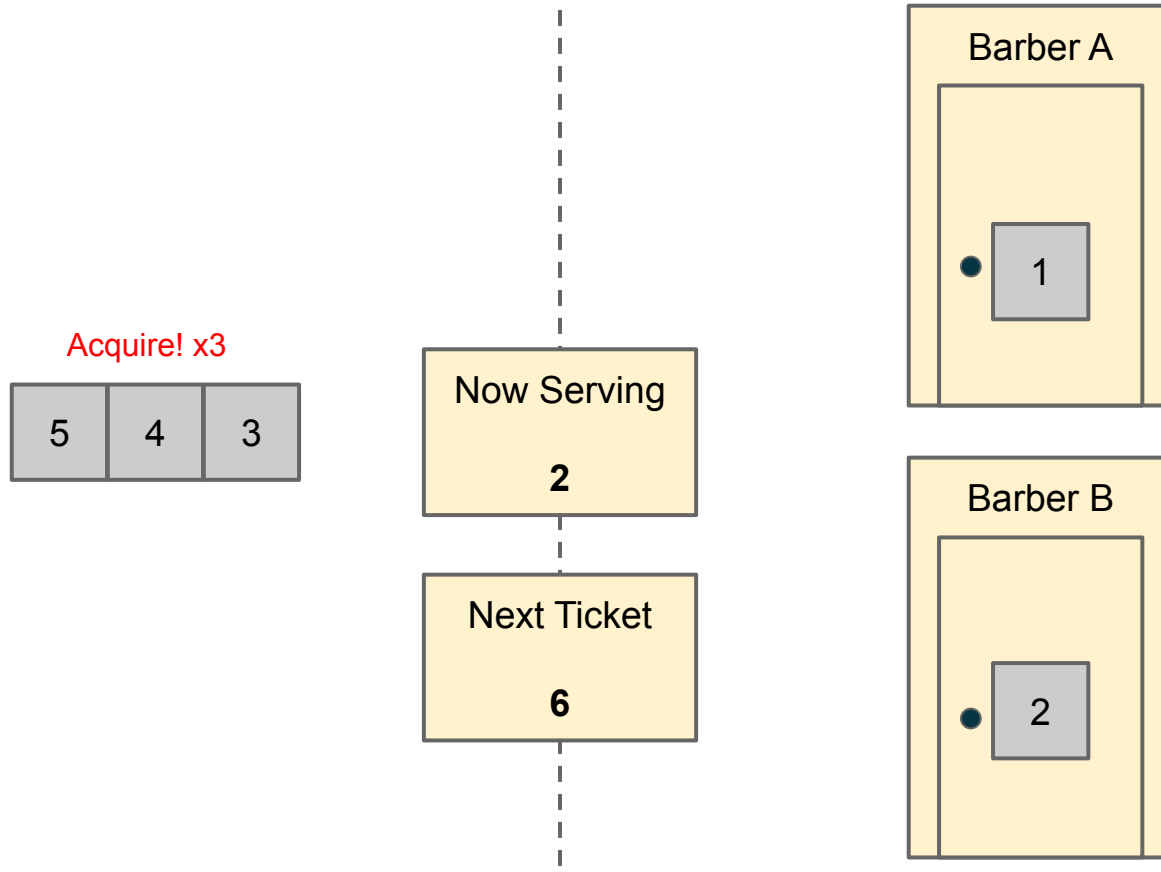 Acquire! x3
5 4 3
Now Serving
2
Next Ticket
6
Barber A
1
Barber B
2